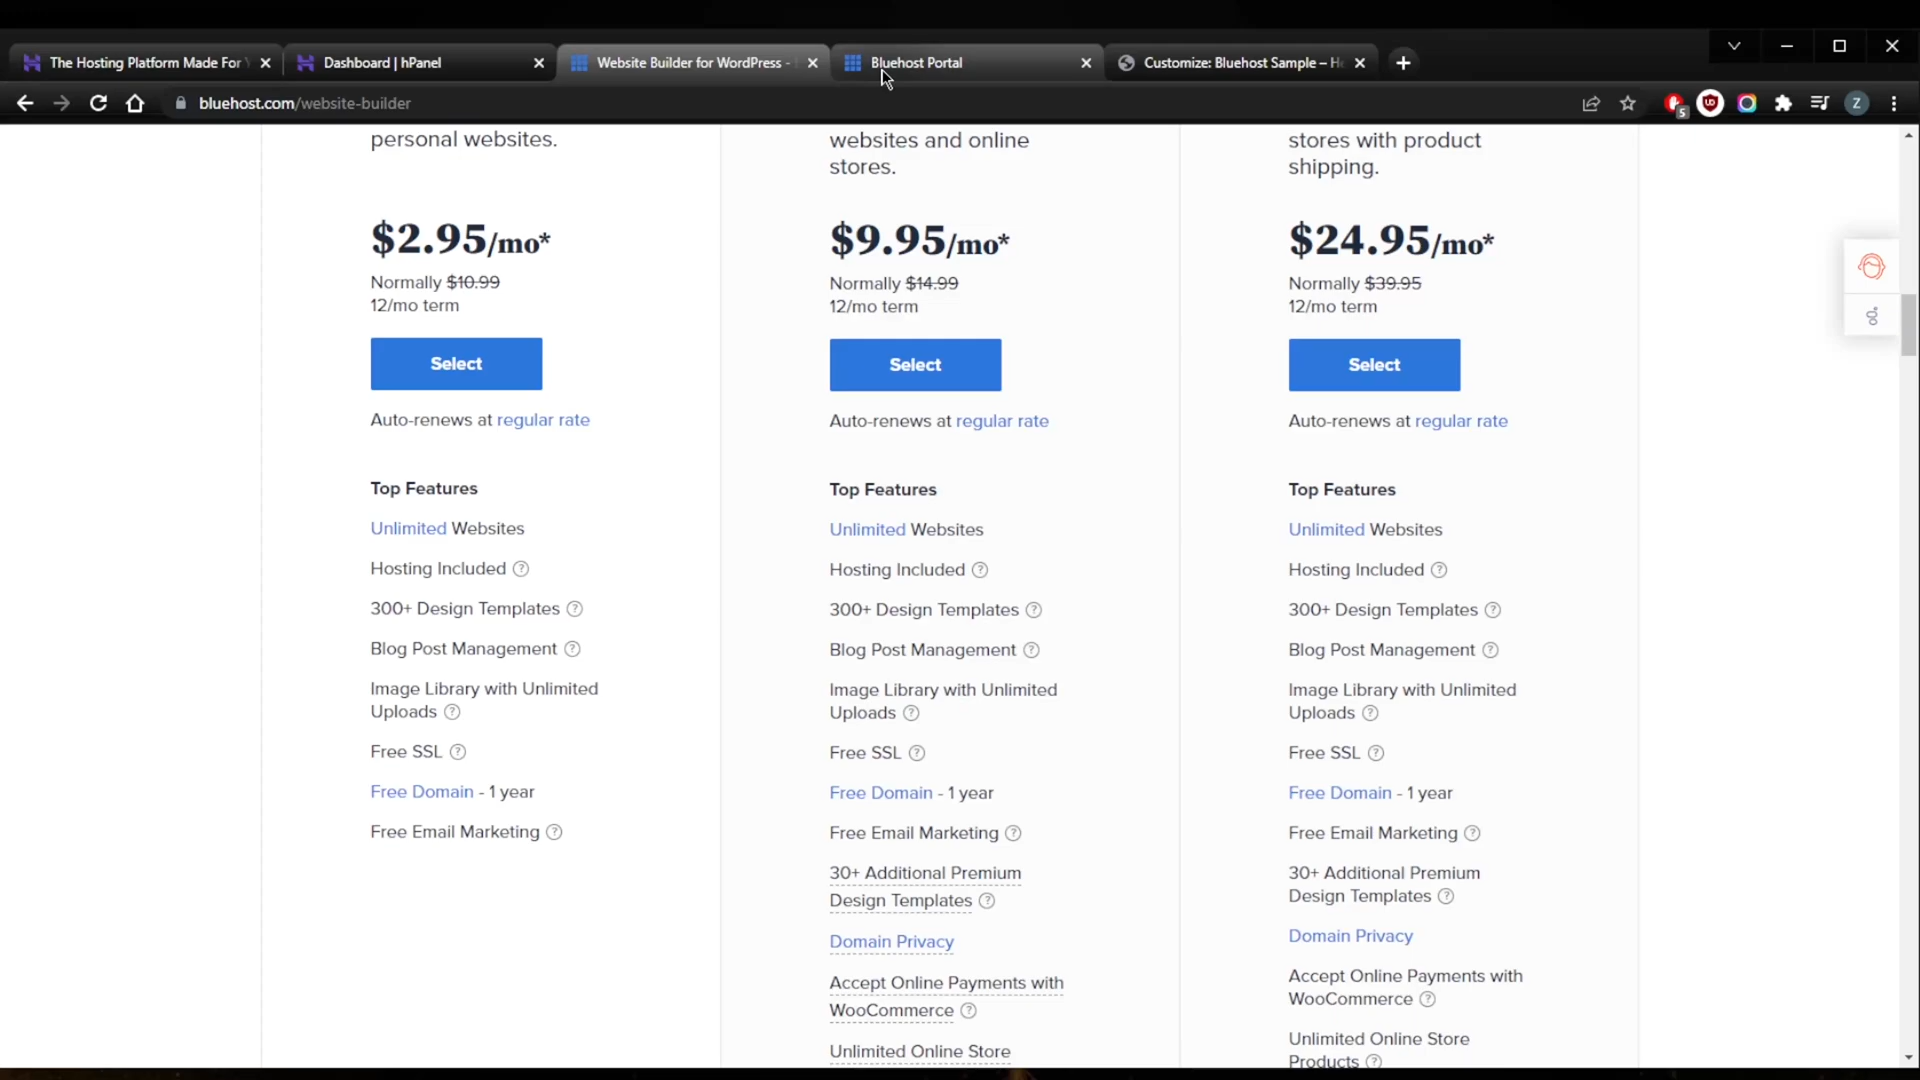 The Hosting Platform Made For
Dashboard | hPanel
Website Builder for WordPress -
Bluehost Portal
Customize: Bluehost Sample – H
bluehost.com/website-builder
5
Z
personal websites.
$2.95/mo*
Normally $10.99
12/mo term
Select
Auto-renews at regular rate
Top Features
Unlimited Websites
Hosting Included ?
300+ Design Templates ?
Blog Post Management ?
Image Library with Unlimited
Uploads ?
Free SSL ?
Free Domain - 1 year
Free Email Marketing ?
websites and online
stores.
$9.95/mo*
Normally $14.99
12/mo term
Select
Auto-renews at regular rate
Top Features
Unlimited Websites
Hosting Included ?
300+ Design Templates ?
Blog Post Management ?
Image Library with Unlimited
Uploads ?
Free SSL ?
Free Domain - 1 year
Free Email Marketing ?
30+ Additional Premium
Design Templates ?
Domain Privacy
Accept Online Payments with
WooCommerce ?
Unlimited Online Store
stores with product
shipping.
$24.95/mo*
Normally $39.95
12/mo term
Select
Auto-renews at regular rate
Top Features
Unlimited Websites
Hosting Included ?
300+ Design Templates ?
Blog Post Management ?
Image Library with Unlimited
Uploads ?
Free SSL ?
Free Domain - 1 year
Free Email Marketing ?
30+ Additional Premium
Design Templates ?
Domain Privacy
Accept Online Payments with
WooCommerce ?
Unlimited Online Store
Products ?